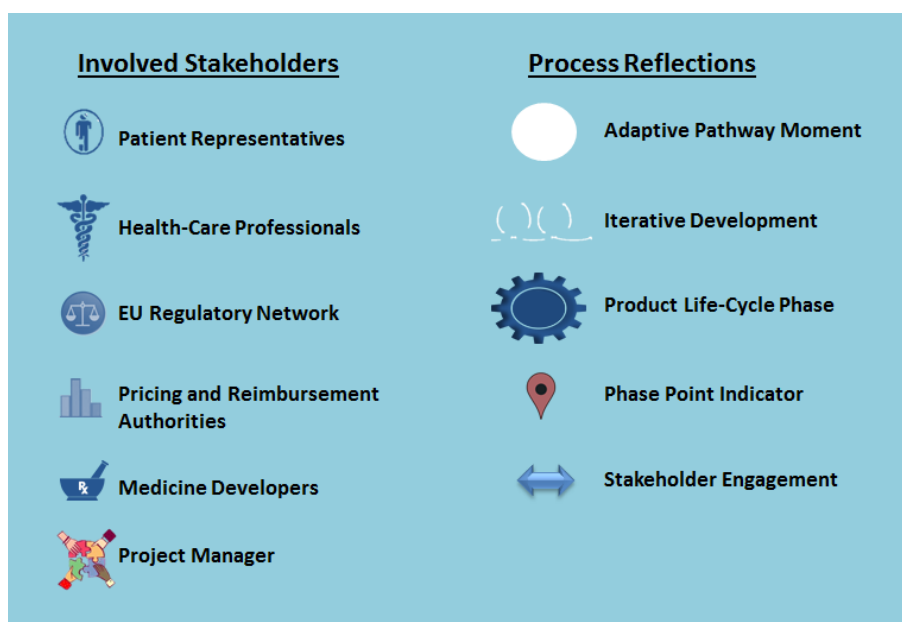 Involved Stakeholders
Patient Representatives
Health-Care Professionals
EU Regulatory Network
Pricing and Reimbursement
Authorities
Medicine Developers
Project Manager
Process Reflections
Adaptive Pathway Moment
Iterative Development
Product Life-Cycle Phase
Phase Point Indicator
Stakeholder Engagement